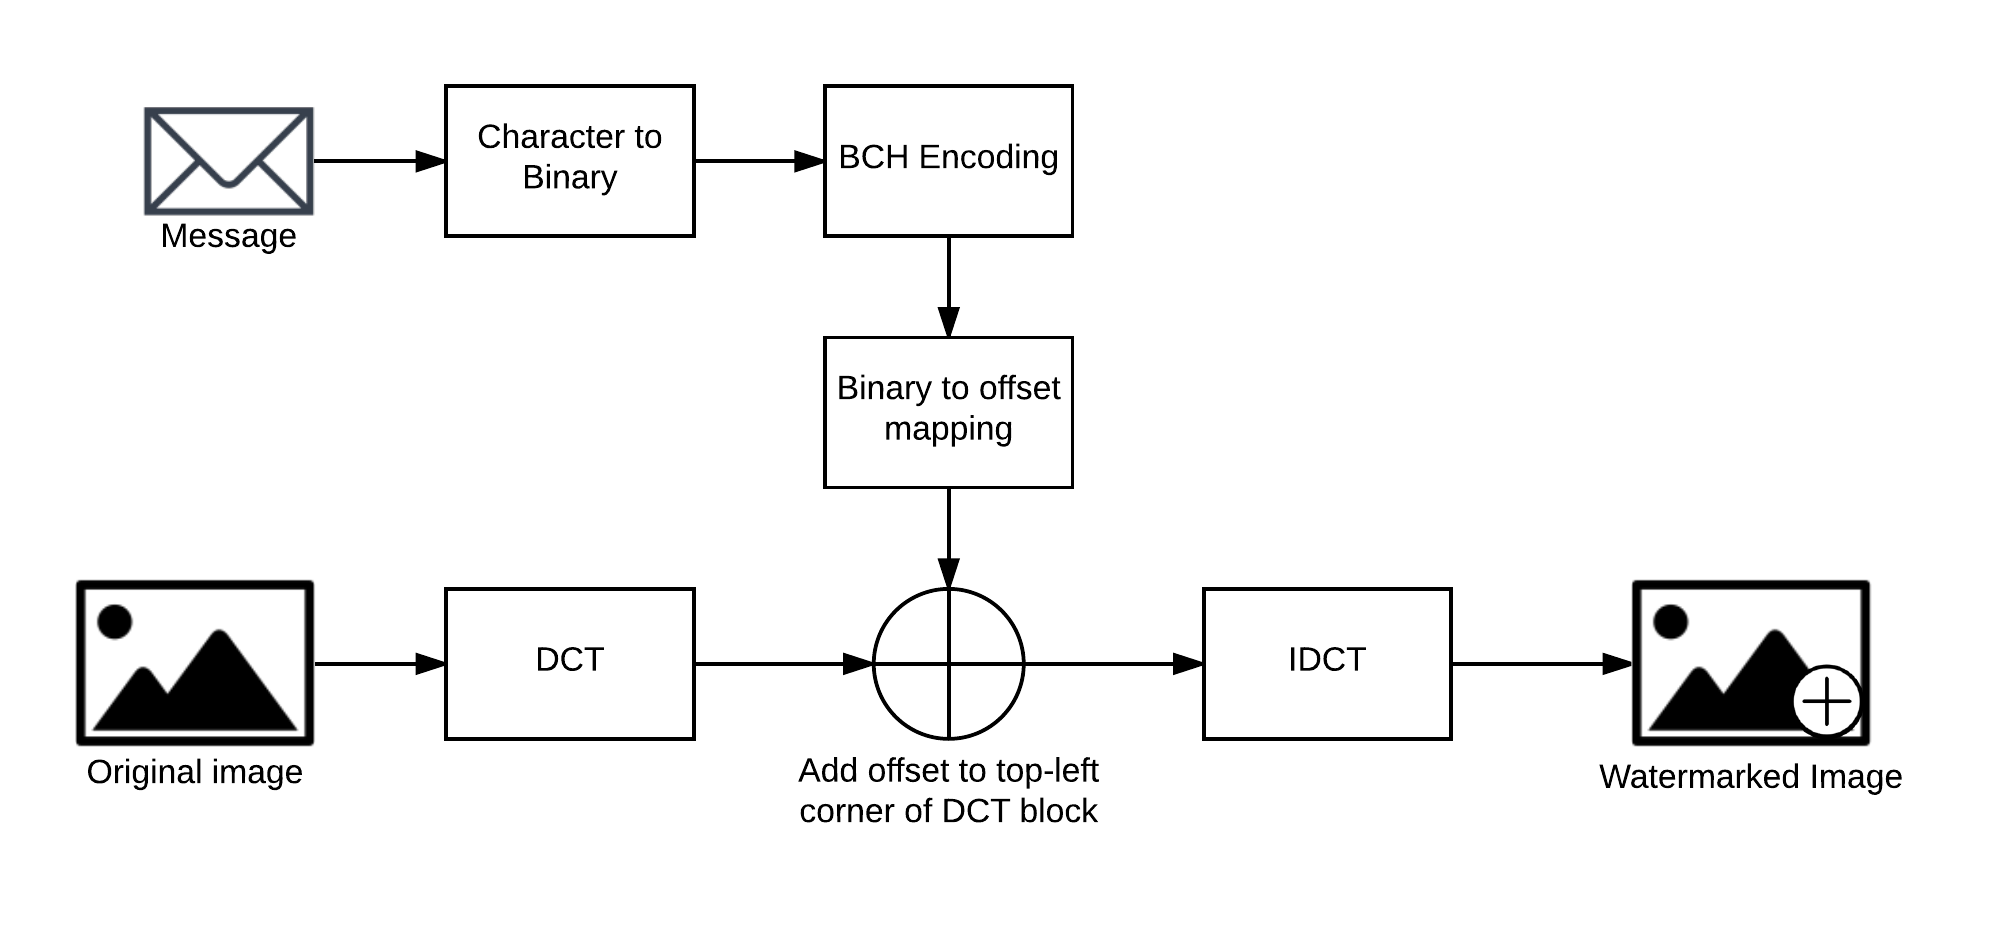 Message
Character to
Binary
BCH Encoding
Binary to offset
mapping
Original image
DCT
Add offset to top-left
corner of DCT block
IDCT
Watermarked Image